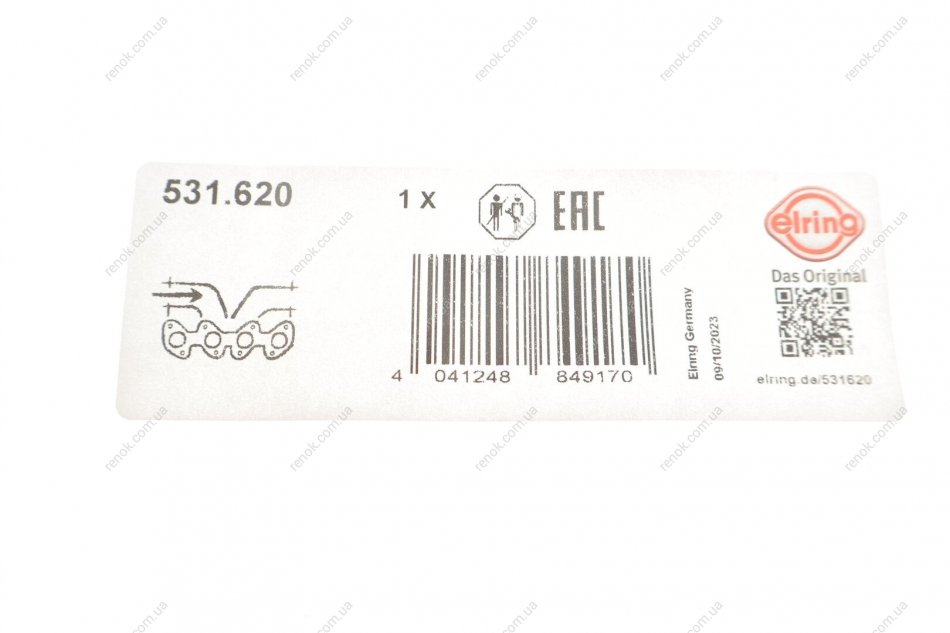 531.620
1 x
EAC
elring
Das Original
4 041248 849170
Elring Germany
09/10/2023
elring.de/531620
renok.com.ua